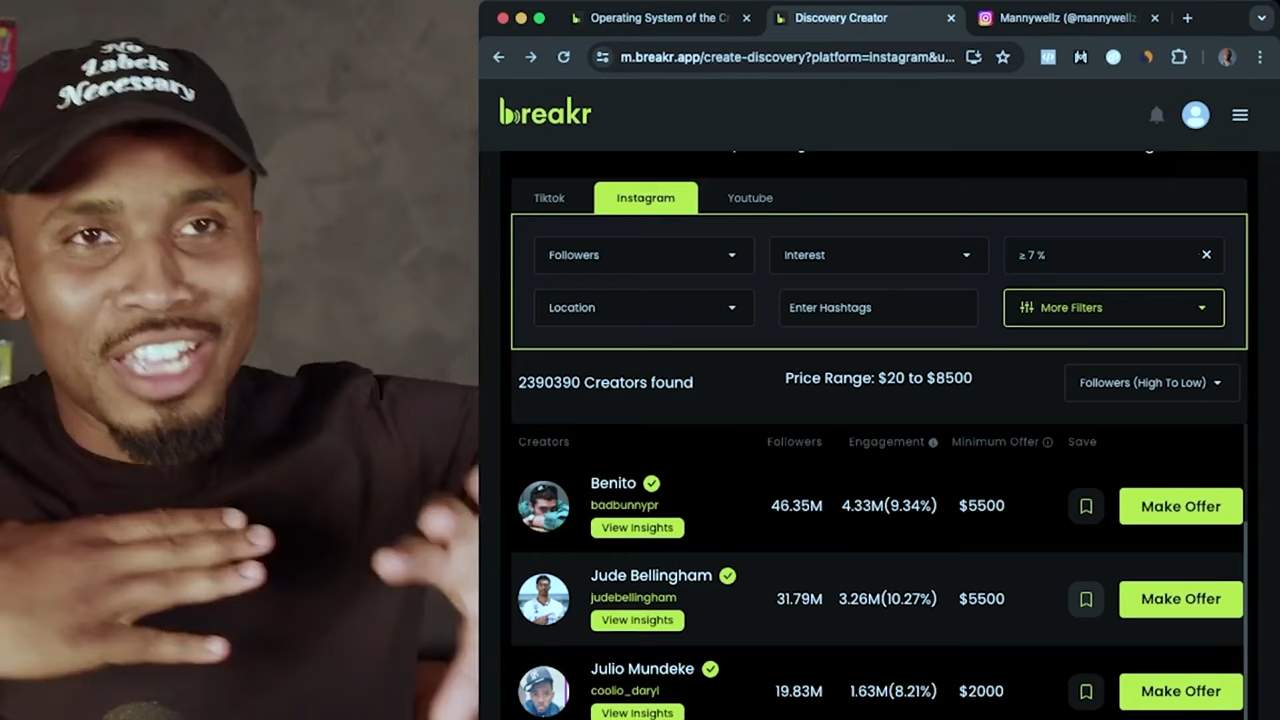 No
Labels
Necessary
Operating System of the Cr
Discovery Creator
Mannywellz (@mannywellz
m.breakr.app/create-discovery?platform=instagram&u...
breakr
Tiktok
Instagram
Youtube
Followers
Interest
≥ 7 %
Location
Enter Hashtags
More Filters
2390390 Creators found
Price Range: $20 to $8500
Followers (High To Low)
Creators Followers Engagement Minimum Offer Save
Benito
badbunnypr
View Insights
46.35M 4.33M(9.34%) $5500
Make Offer
Jude Bellingham
judebellingham
View Insights
31.79M 3.26M(10.27%) $5500
Make Offer
Julio Mundeke
coolio_daryl
View Insights
19.83M 1.63M(8.21%) $2000
Make Offer